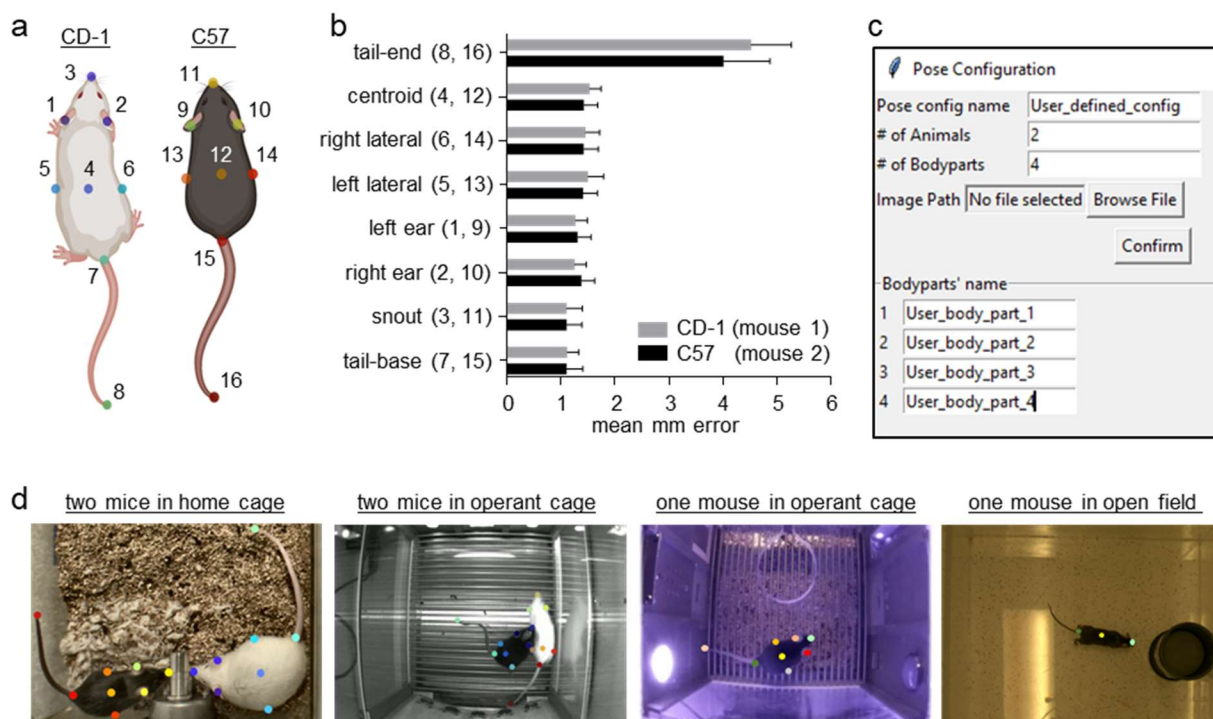 a
CD-1
C57
3
11
1
2
9
10
5
4
6
13
12
14
7
15
8
16
b
tail-end (8, 16)
centroid (4, 12)
right lateral (6, 14)
left lateral (5, 13)
left ear (1, 9)
right ear (2, 10)
snout (3, 11)
tail-base (7, 15)
CD-1 (mouse 1)
C57 (mouse 2)
0 1 2 3 4 5 6
mean mm error
c
Pose Configuration
Pose config name User_defined_config
# of Animals 2
# of Bodyparts 4
Image Path No file selected Browse File
Confirm
Bodyparts' name
1 User_body_part_1
2 User_body_part_2
3 User_body_part_3
4 User_body_part_4
d
two mice in home cage
two mice in operant cage
one mouse in operant cage
one mouse in open field